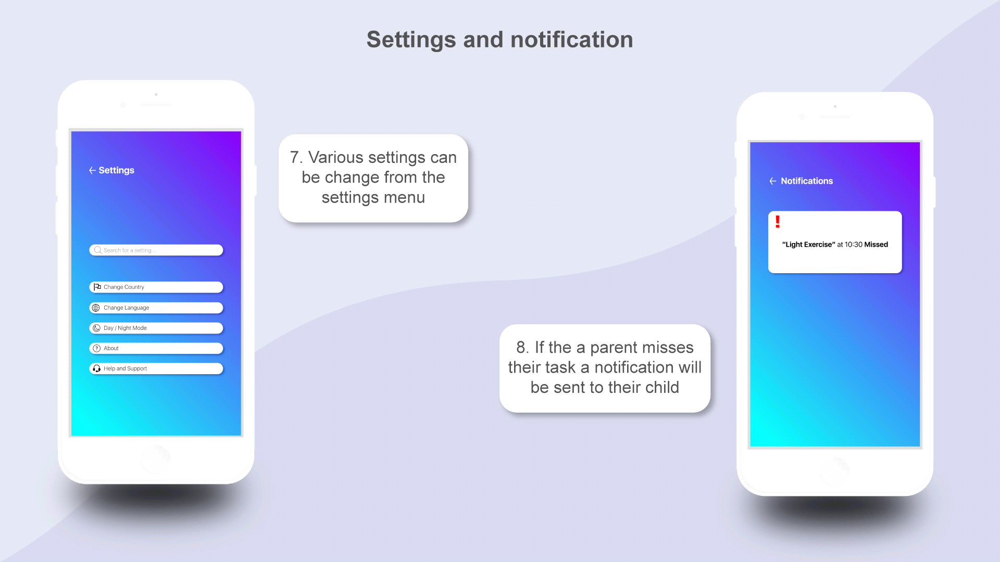 Settings and notification
← Settings
Search for a setting...
Change Country
Change Language
Day / Night Mode
About
Help and Support
7. Various settings can
be change from the
settings menu
8. If the a parent misses
their task a notification will
be sent to their child
← Notifications
!
“Light Exercise” at 10:30 Missed